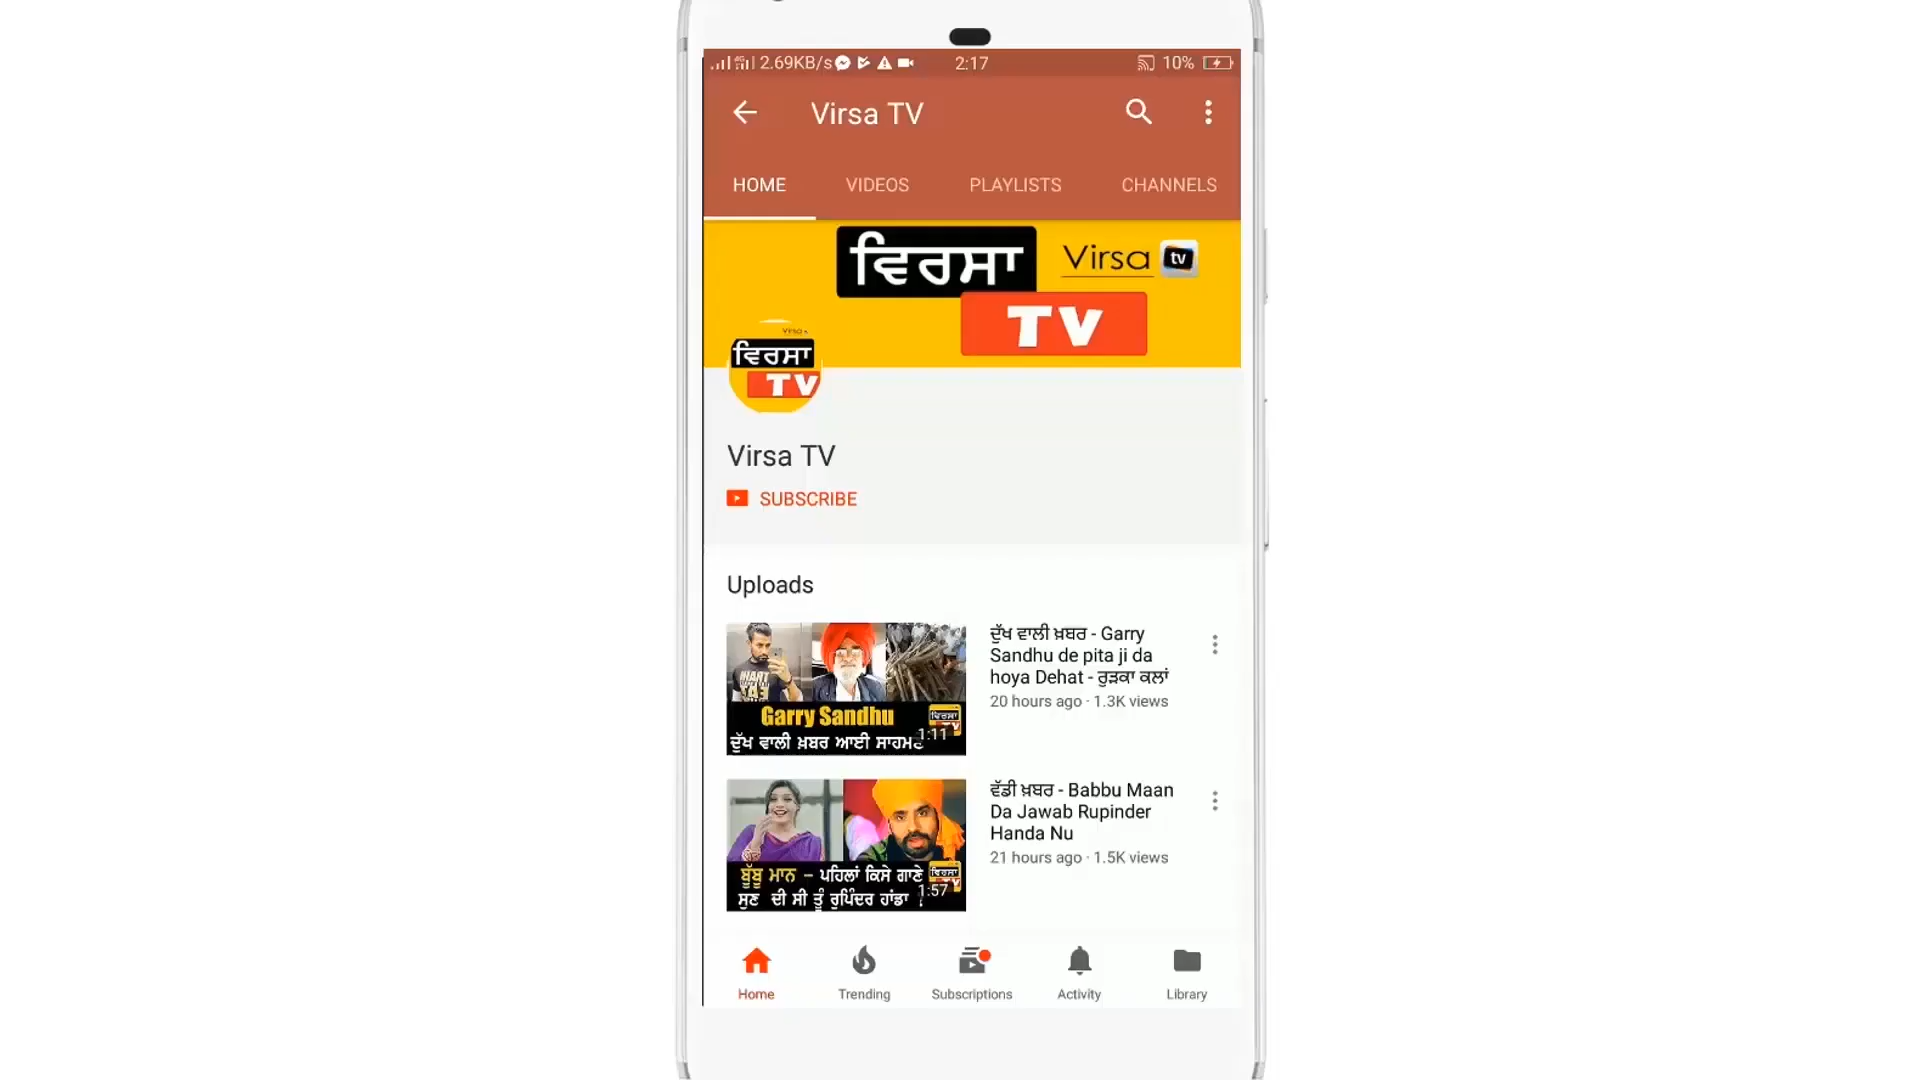 2.69KB/s 2:17 10%
Virsa TV
HOME VIDEOS PLAYLISTS CHANNELS
ਵਿਰਸਾ Virsa tv
TV
ਵਿਰਸਾ
TV
Virsa TV
SUBSCRIBE
Uploads
Garry Sandhu
ਦੁੱਖ ਵਾਲੀ ਖ਼ਬਰ ਆਈ ਸਾਹਮਣੇ
1:11
ਦੁੱਖ ਵਾਲੀ ਖ਼ਬਰ - Garry
Sandhu de pita ji da
hoya Dehat - ਰੁੜਕਾ ਕਲਾਂ
20 hours ago · 1.3K views
ਬੁੱਬੂ ਮਾਨ – ਪਹਿਲਾਂ ਕਿਸੇ ਗਾਣੇ
ਸੁਣ ਦੀ ਸੀ ਤੂੰ ਰੁਪਿੰਦਰ ਹਾਂਡਾ ?
1:57
ਵੱਡੀ ਖ਼ਬਰ - Babbu Maan
Da Jawab Rupinder
Handa Nu
21 hours ago · 1.5K views
Home Trending Subscriptions Activity Library